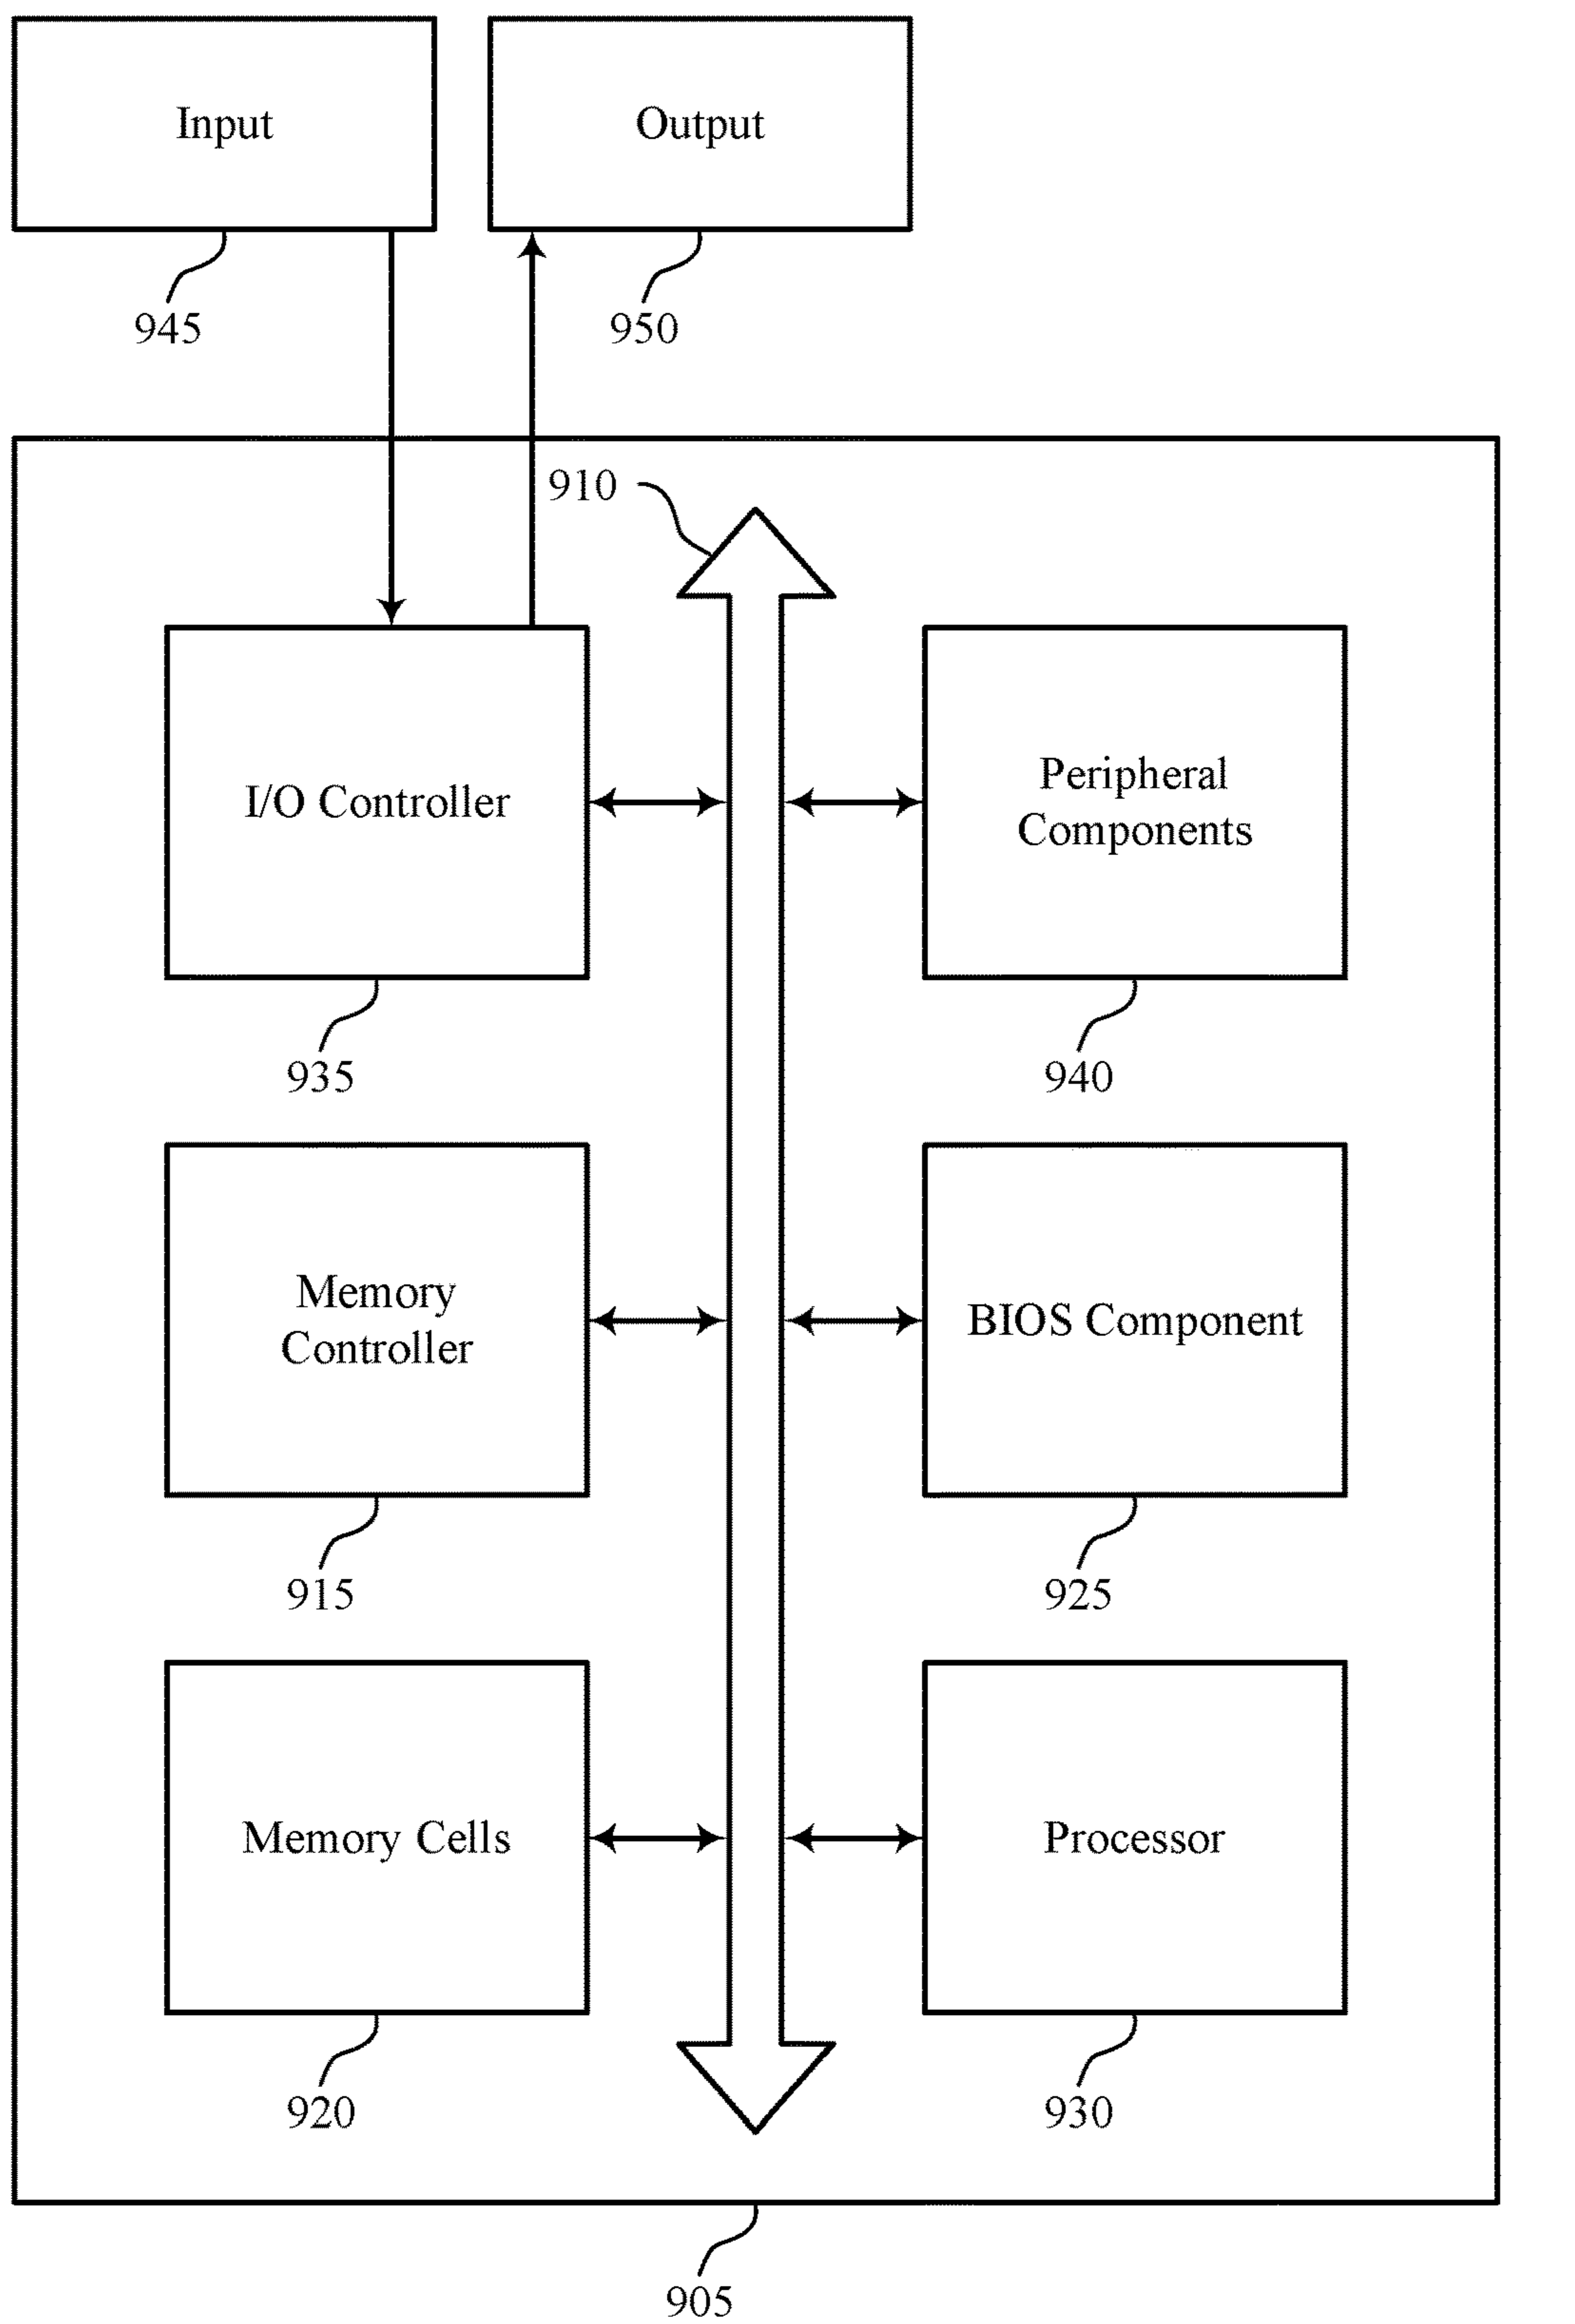 Input
Output
945
950
910
I/O Controller
Peripheral
Components
935
940
Memory
Controller
BIOS Component
915
925
Memory Cells
Processor
920
930
905